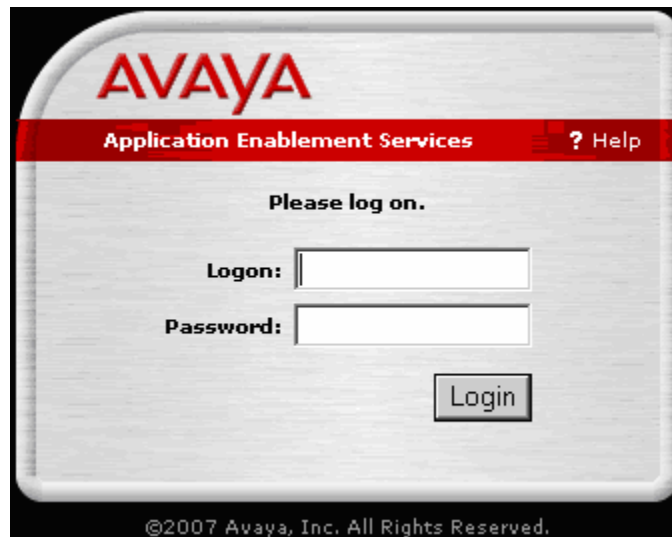 AVAYA
Application Enablement Services ? Help
Please log on.
Logon:
Password:
Login
©2007 Avaya, Inc. All Rights Reserved.